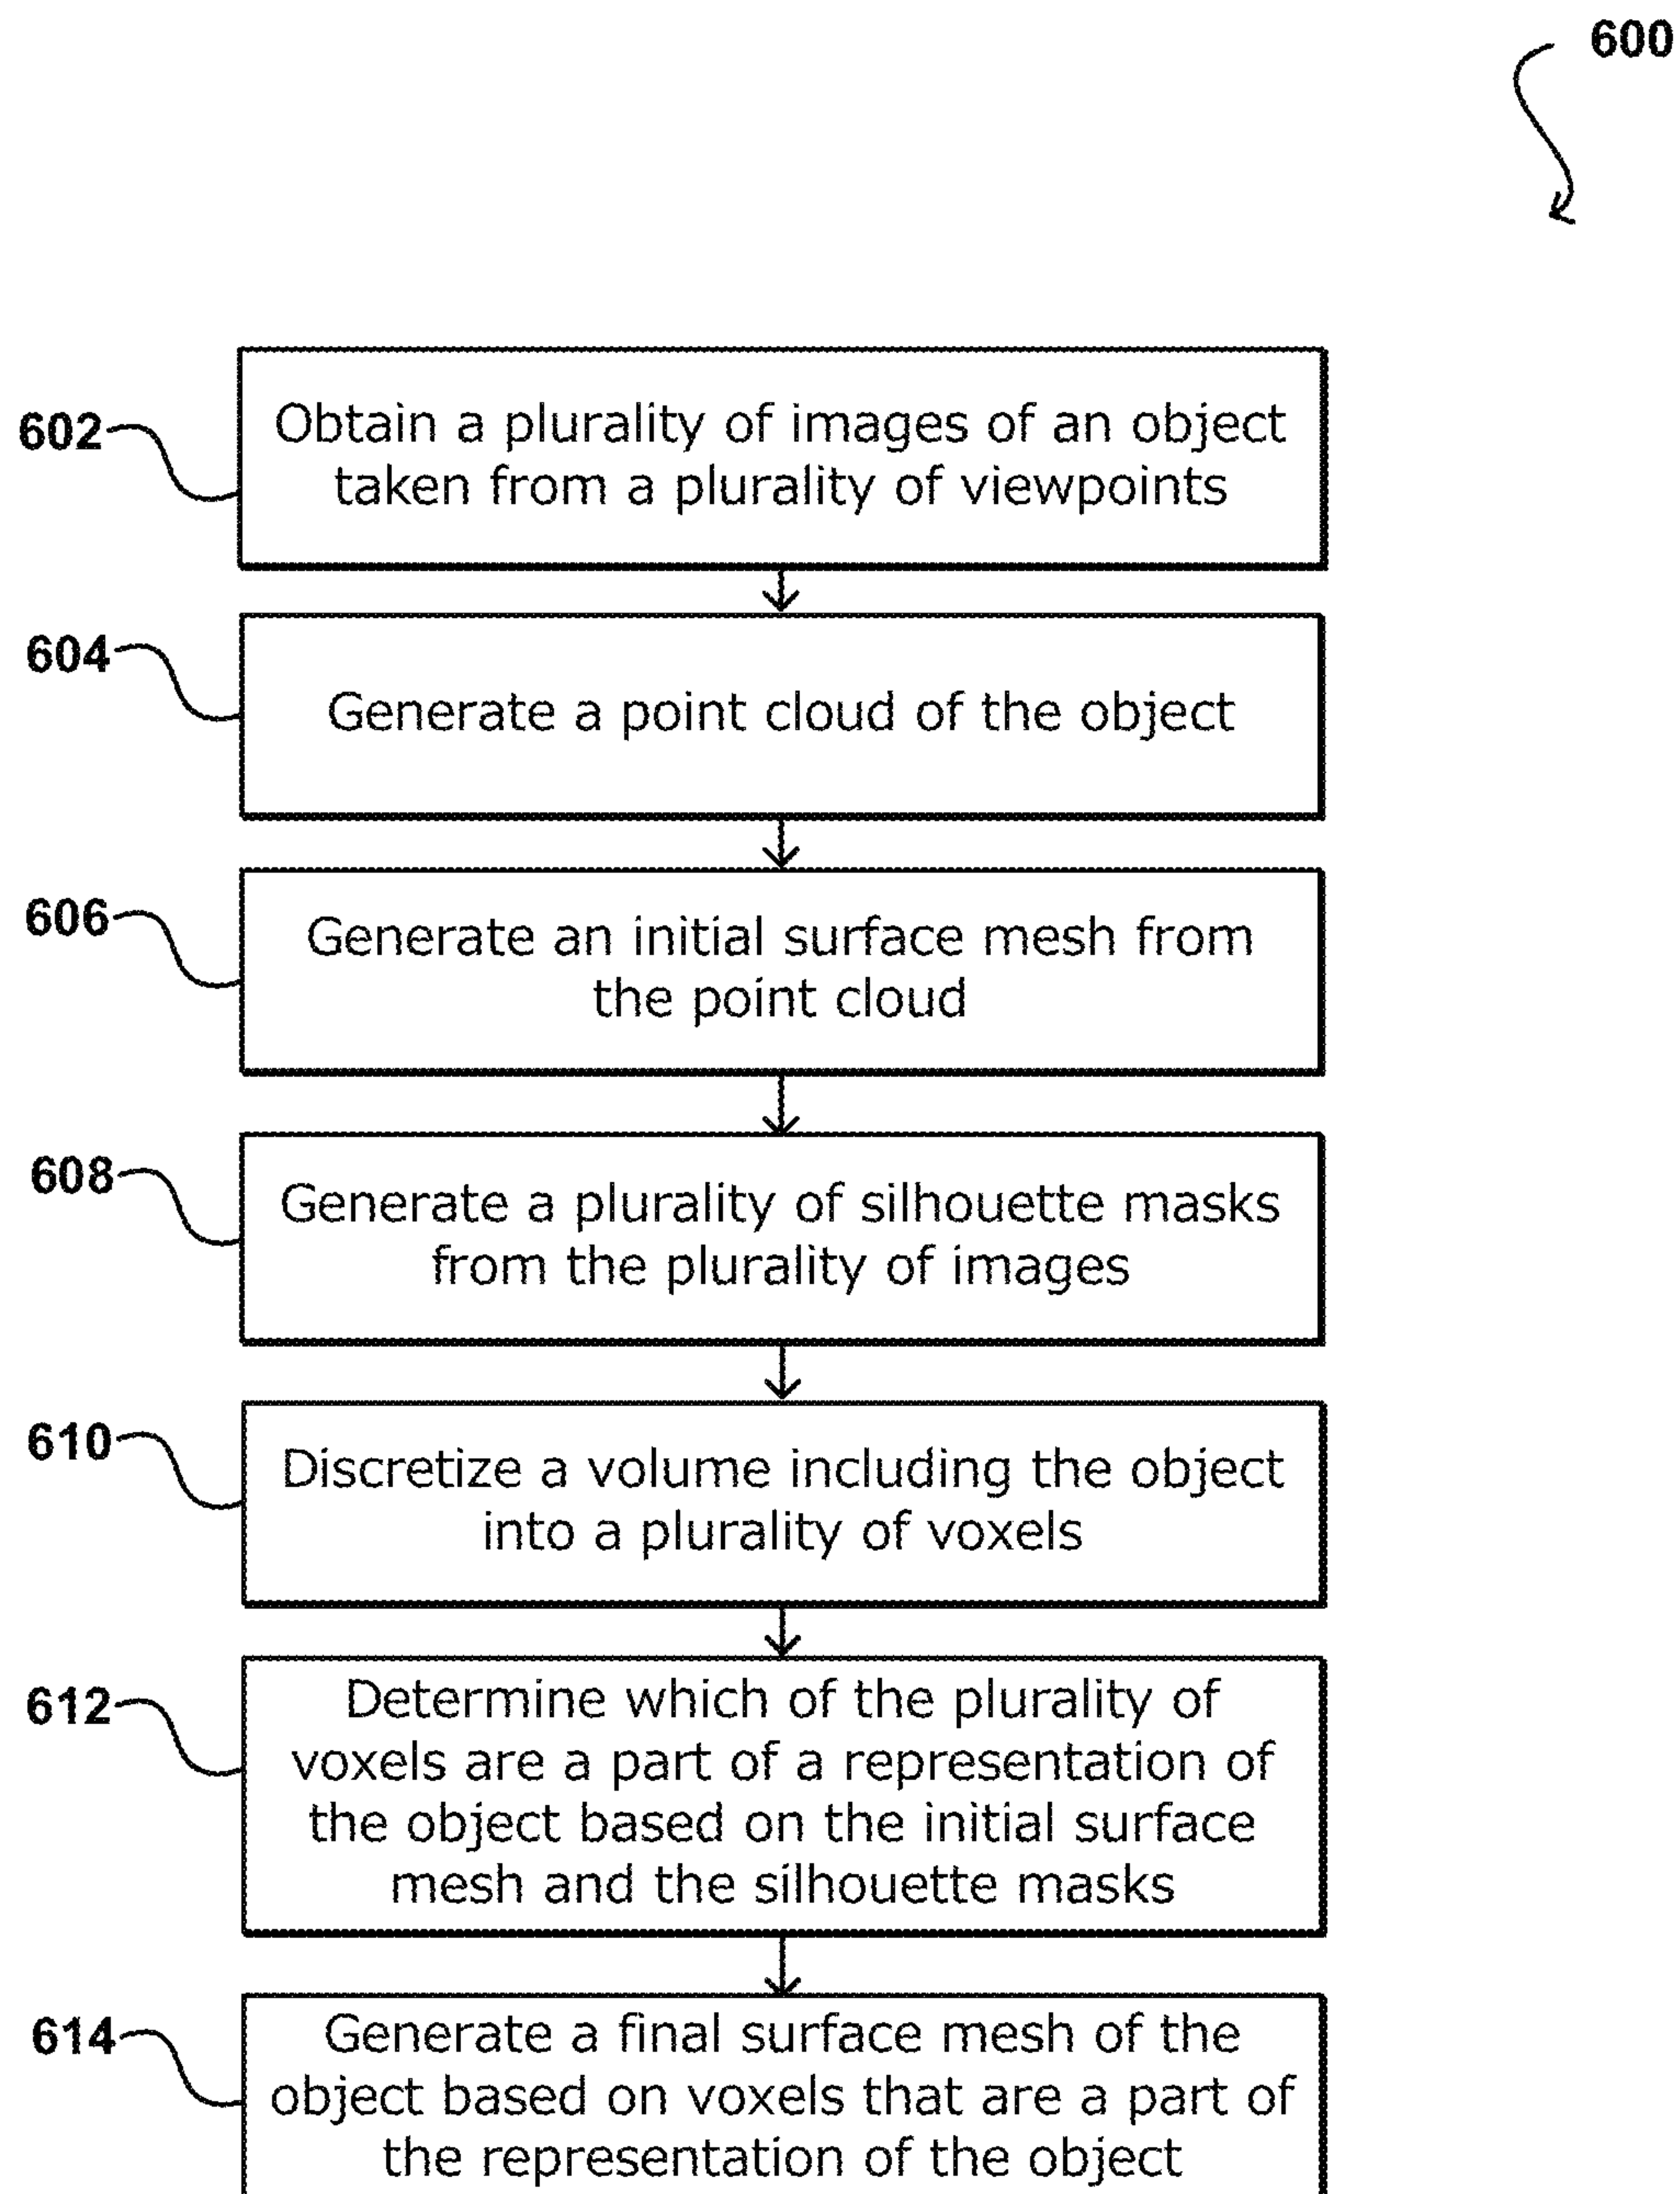 600
602
Obtain a plurality of images of an object
taken from a plurality of viewpoints
604
Generate a point cloud of the object
606
Generate an initial surface mesh from
the point cloud
608
Generate a plurality of silhouette masks
from the plurality of images
610
Discretize a volume including the object
into a plurality of voxels
612
Determine which of the plurality of
voxels are a part of a representation of
the object based on the initial surface
mesh and the silhouette masks
614
Generate a final surface mesh of the
object based on voxels that are a part of
the representation of the object